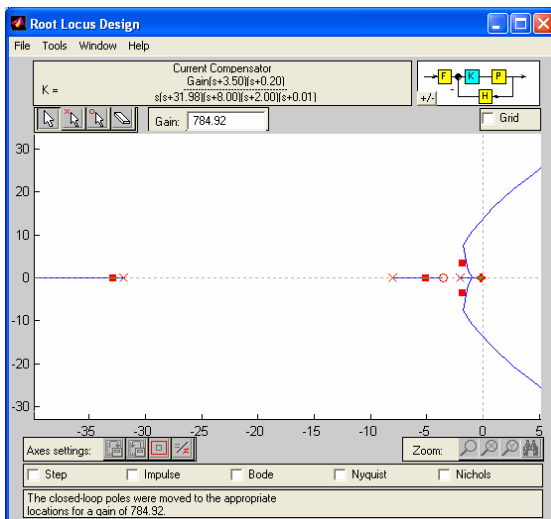 Root Locus Design
File Tools Window Help
Current Compensator
K =
Gain(s+3.50)(s+0.20)
s(s+31.98)(s+8.00)(s+2.00)(s+0.01)
F K P
H
+/-
Gain: 784.92
Grid
30
20
10
0
-10
-20
-30
-35 -30 -25 -20 -15 -10 -5 0 5
Axes settings:
Zoom:
Step Impulse Bode Nyquist Nichols
The closed-loop poles were moved to the appropriate
locations for a gain of 784.92.